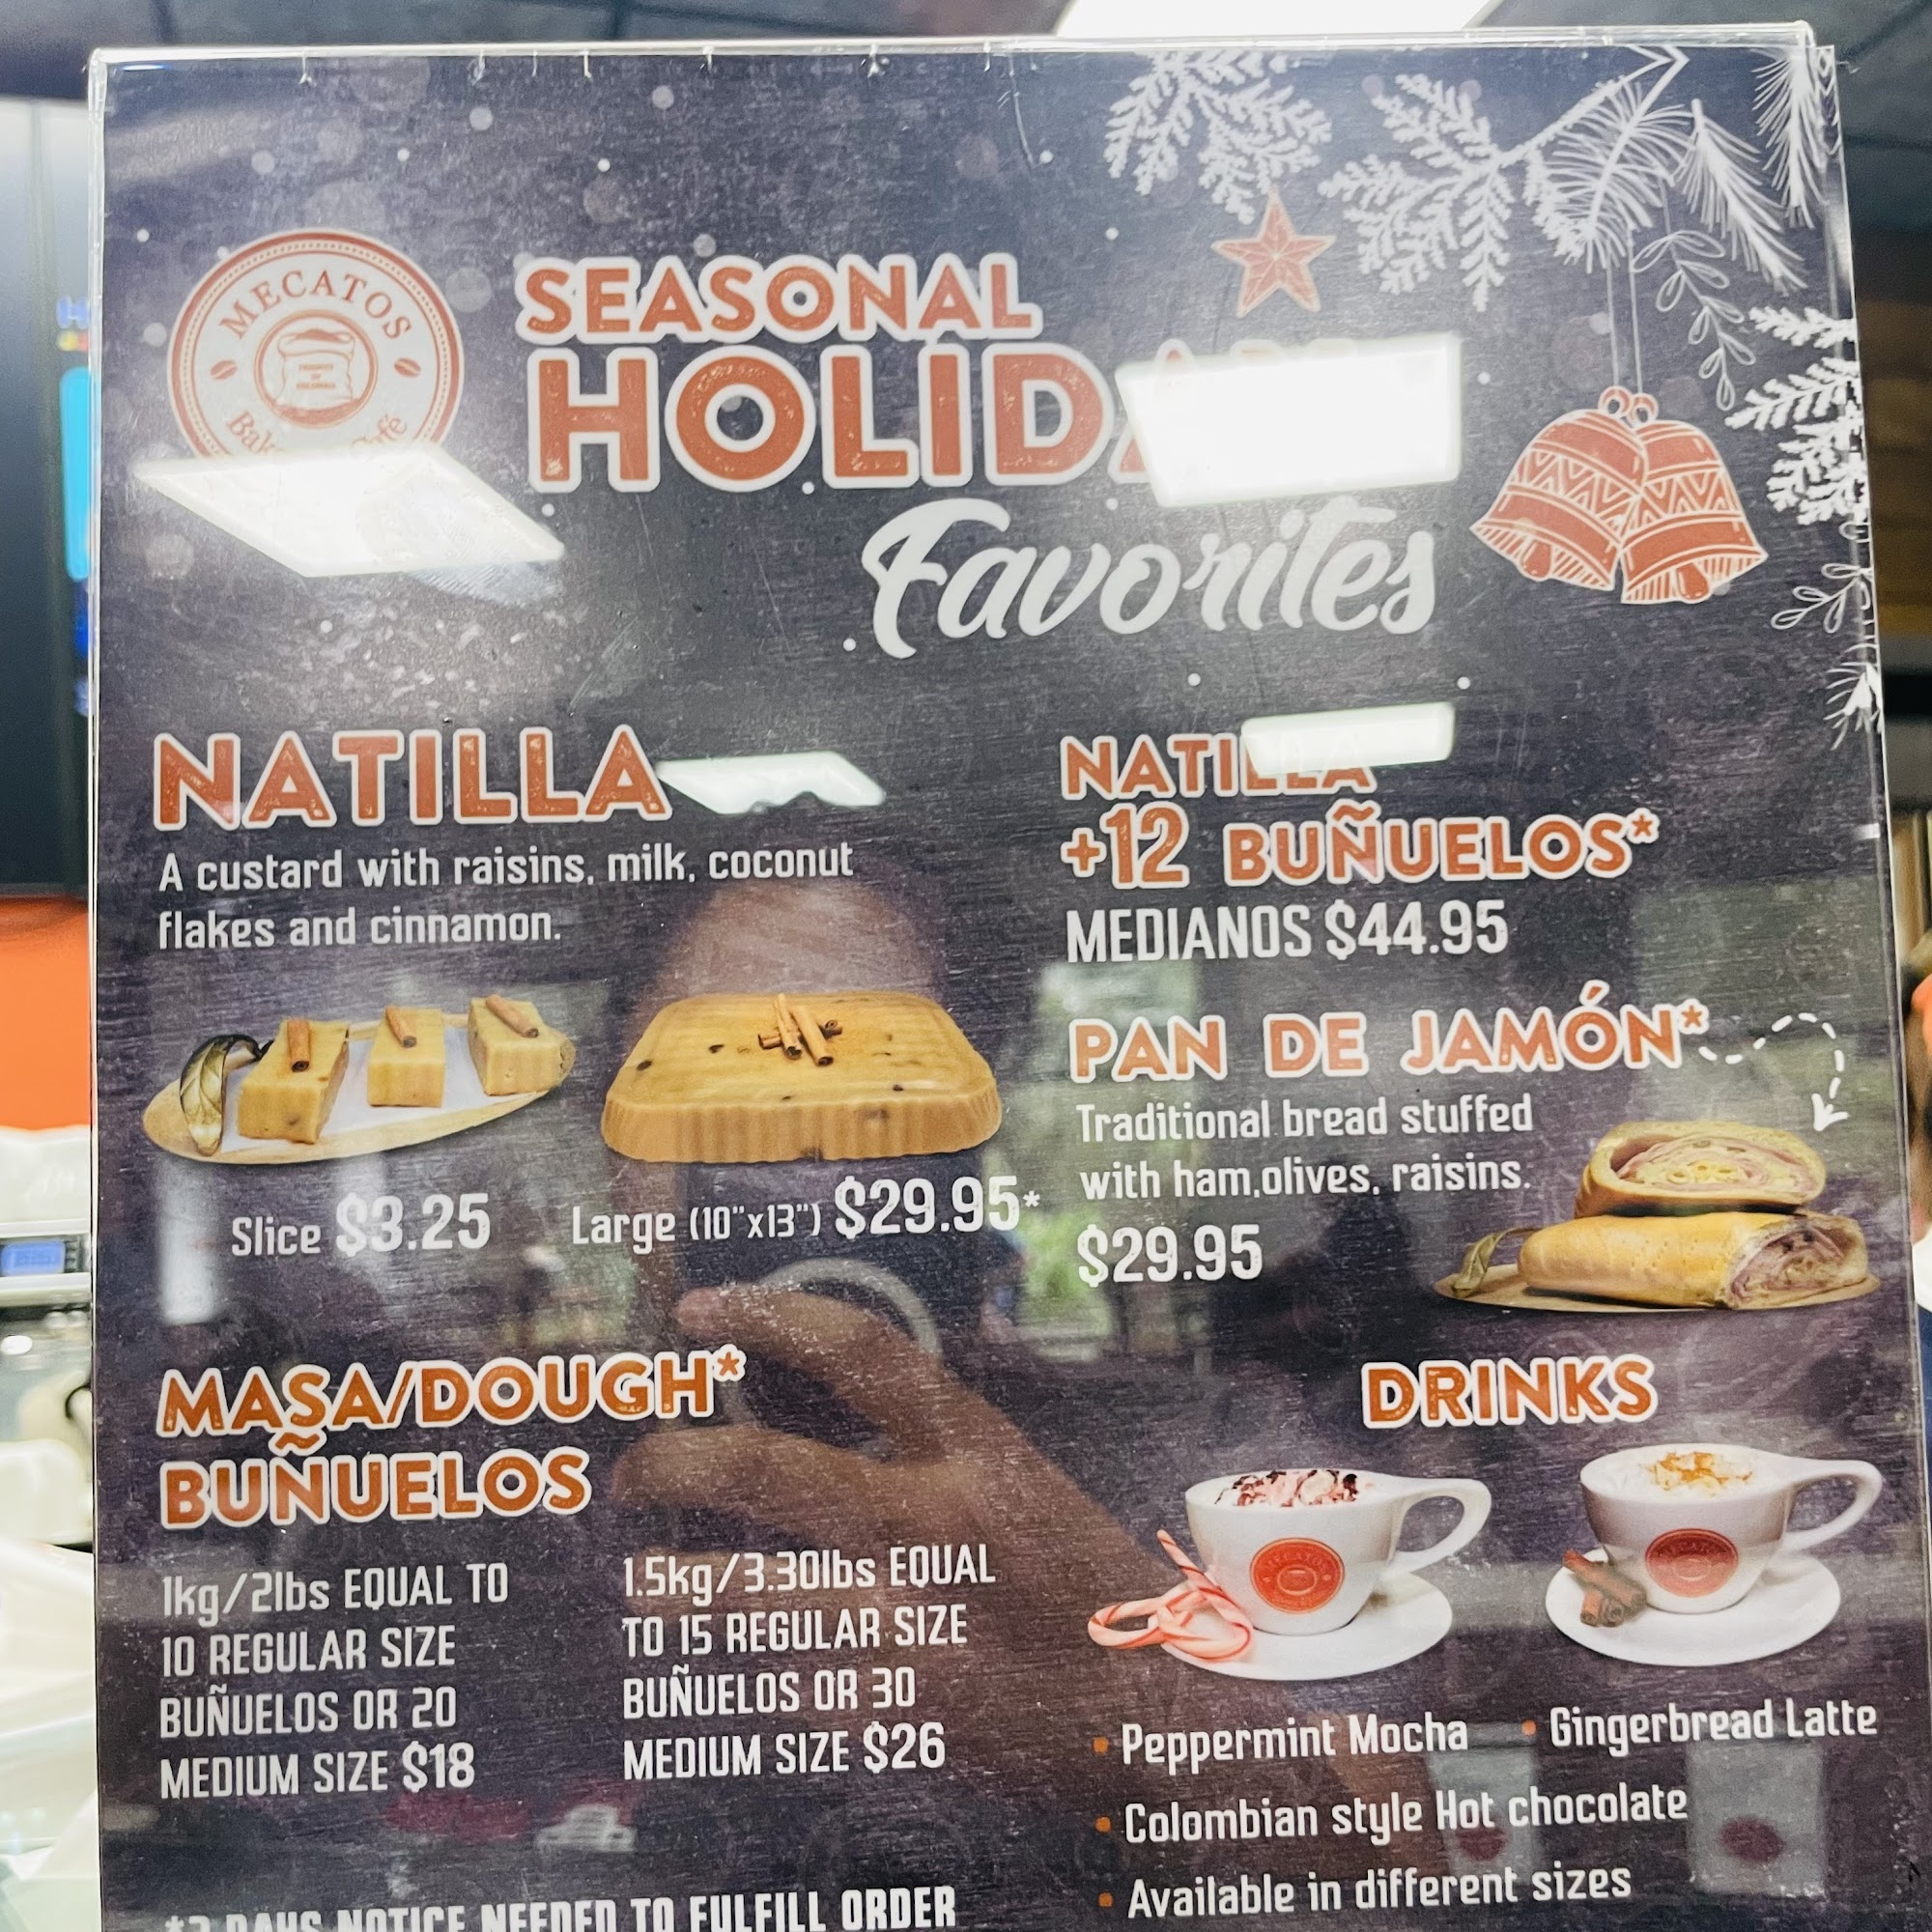 MECATOS
SEASONAL
Favorites
NATILLA
A custard with raisins, milk, coconut
flakes and cinnamon.
Slice $3.25
Large (10"x13") $29.95*
MASA/DOUGH*
BUÑUELOS
1kg/2lbs EQUAL TO
10 REGULAR SIZE
BUÑUELOS OR 20
MEDIUM SIZE $18
1.5kg/3.30lbs EQUAL
TO 15 REGULAR SIZE
BUÑUELOS OR 30
MEDIUM SIZE $26
DAYS NOTICE NEEDED TO FULFILL ORDER
NATILLA
+12 BUÑUELOS*
MEDIANOS $44.95
PAN DE JAMÓN*
Traditional bread stuffed
with ham,olives, raisins.
$29.95
DRINKS
MECATOS
MECATOS
• Peppermint Mocha
• Gingerbread Latte
• Colombian style Hot chocolate
• Available in different sizes